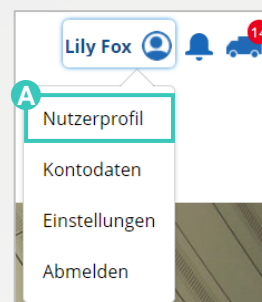 Lily Fox
14
A
Nutzerprofil
Kontodaten
Einstellungen
Abmelden